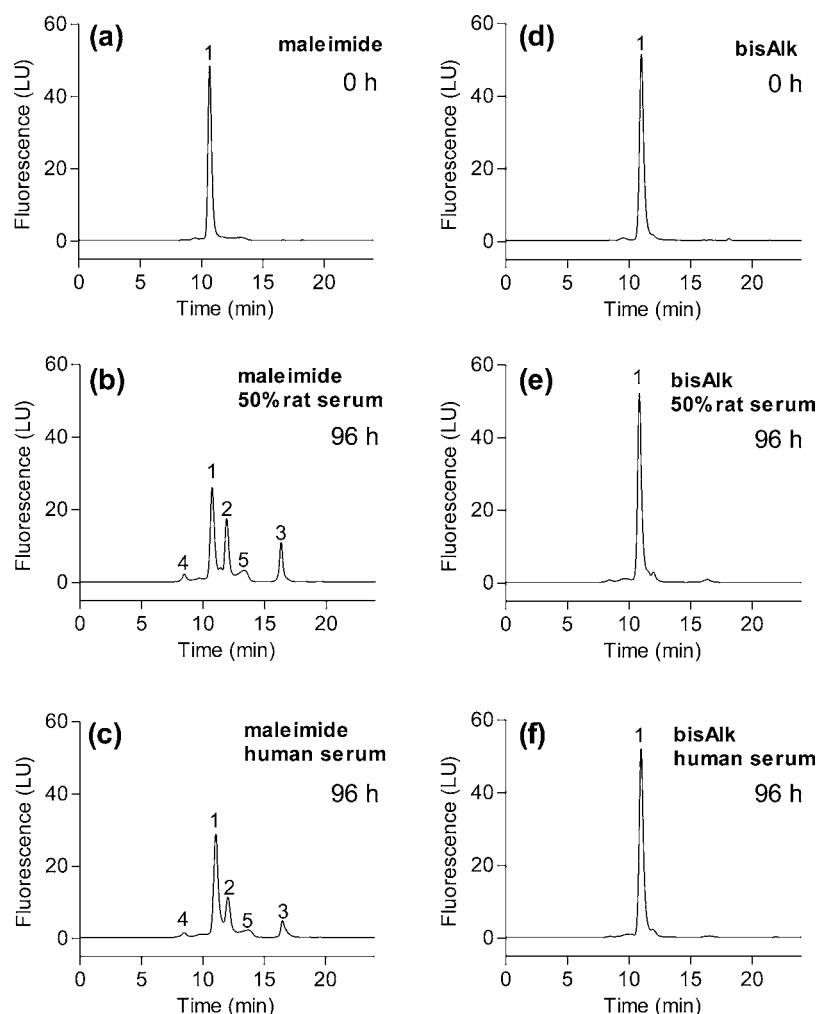 (a)
maleimide
0 h
1
Fluorescence (LU)
60
40
20
0
0 5 10 15 20
Time (min)
(d)
bisAlk
0 h
1
Fluorescence (LU)
60
40
20
0
0 5 10 15 20
Time (min)
(b)
maleimide
50% rat serum
96 h
1
2
3
4
5
Fluorescence (LU)
60
40
20
0
0 5 10 15 20
Time (min)
(e)
bisAlk
50% rat serum
96 h
1
Fluorescence (LU)
60
40
20
0
0 5 10 15 20
Time (min)
(c)
maleimide
human serum
96 h
1
2
3
4
5
Fluorescence (LU)
60
40
20
0
0 5 10 15 20
Time (min)
(f)
bisAlk
human serum
96 h
1
Fluorescence (LU)
60
40
20
0
0 5 10 15 20
Time (min)